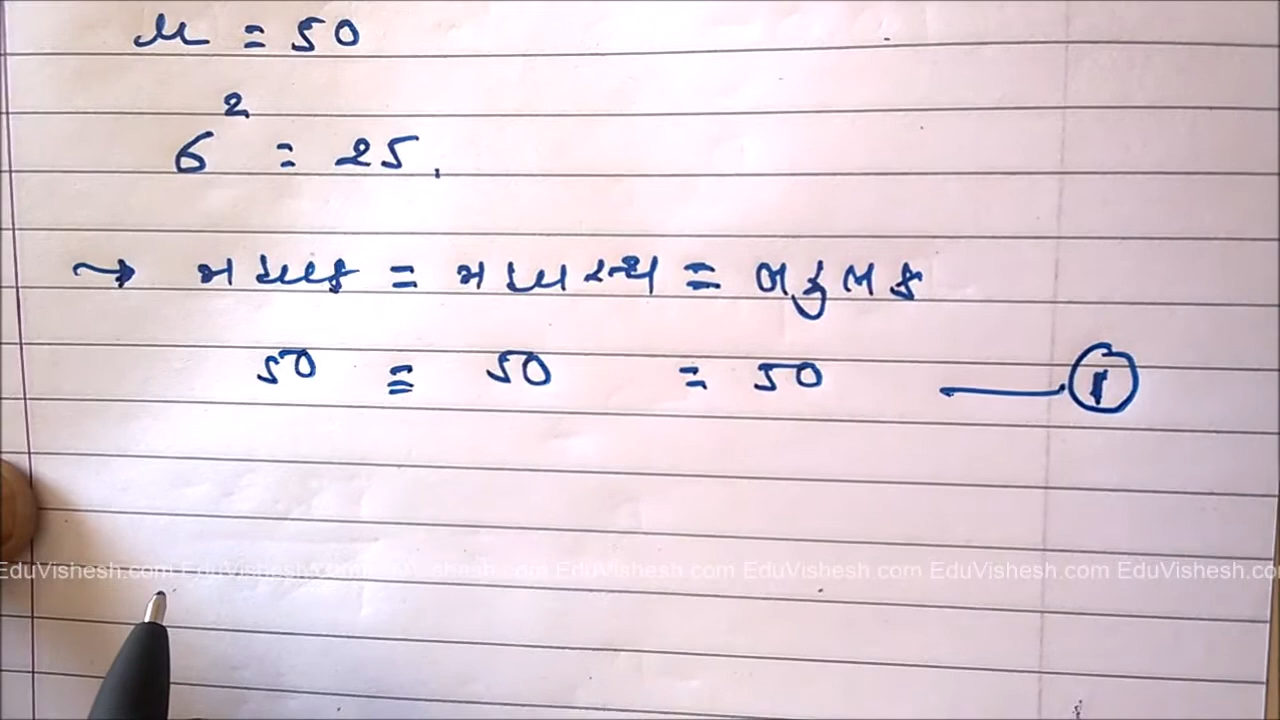 μ = 50
σ² = 25.
→ મધ્યક = મધ્યસ્થ = બહુલક
50 = 50 = 50 —— 1
EduVishesh.com EduVishesh.com EduVishesh.com EduVishesh.com EduVishesh.com EduVishesh.com EduVishesh.com